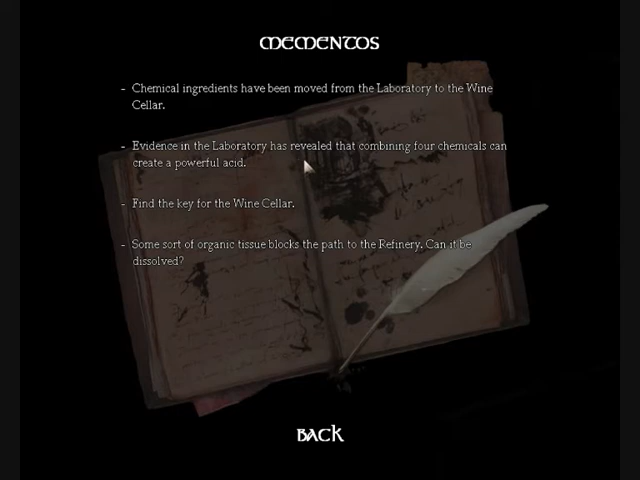 MEMENTOS
- Chemical ingredients have been moved from the Laboratory to the Wine
Cellar.
- Evidence in the Laboratory has revealed that combining four chemicals can
create a powerful acid.
- Find the key for the Wine Cellar.
- Some sort of organic tissue blocks the path to the Refinery. Can it be
dissolved?
BACK